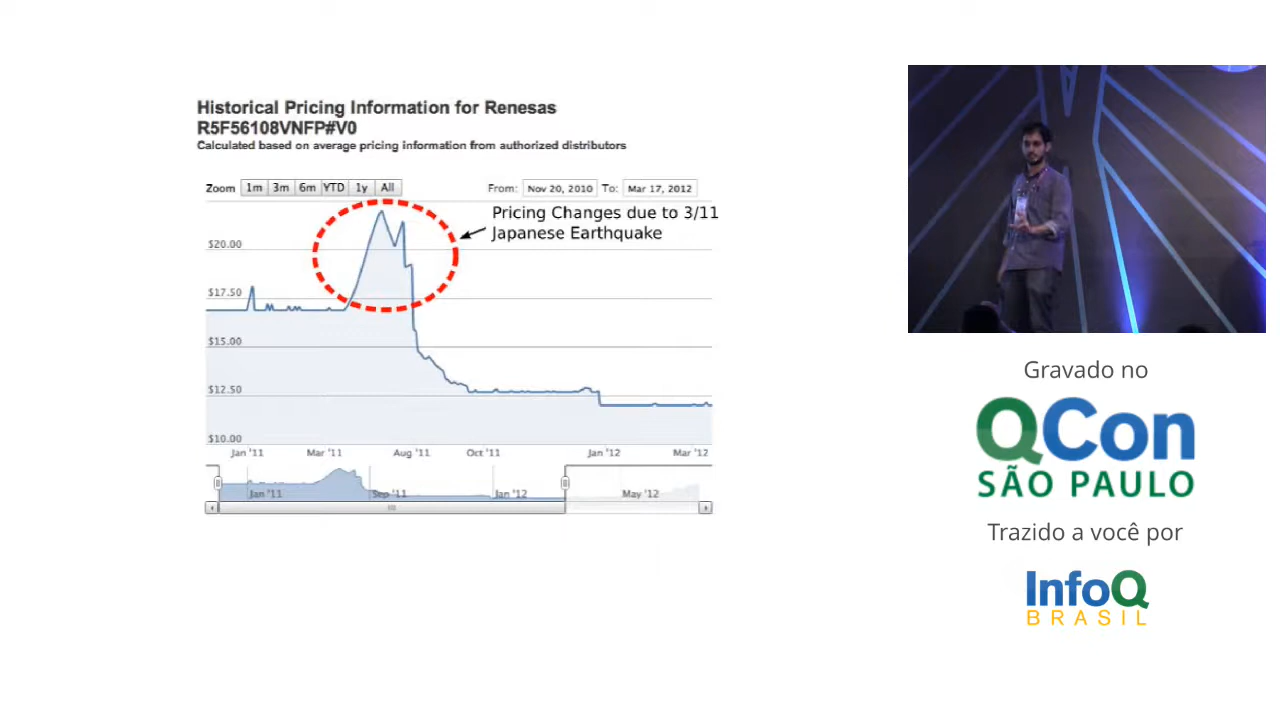 Historical Pricing Information for Renesas
R5F56108VNFP#V0
Calculated based on average pricing information from authorized distributors
Zoom 1m 3m 6m YTD 1y All From: Nov 20, 2010 To: Mar 17, 2012
Pricing Changes due to 3/11
Japanese Earthquake
$20.00
$17.50
$15.00
$12.50
$10.00
Jan '11 Mar '11 Aug '11 Oct '11 Jan '12 Mar '12
Jan '11 Sep '11 Jan '12 May '12
Gravado no
QCon
SÃO PAULO
Trazido a você por
InfoQ
BRASIL